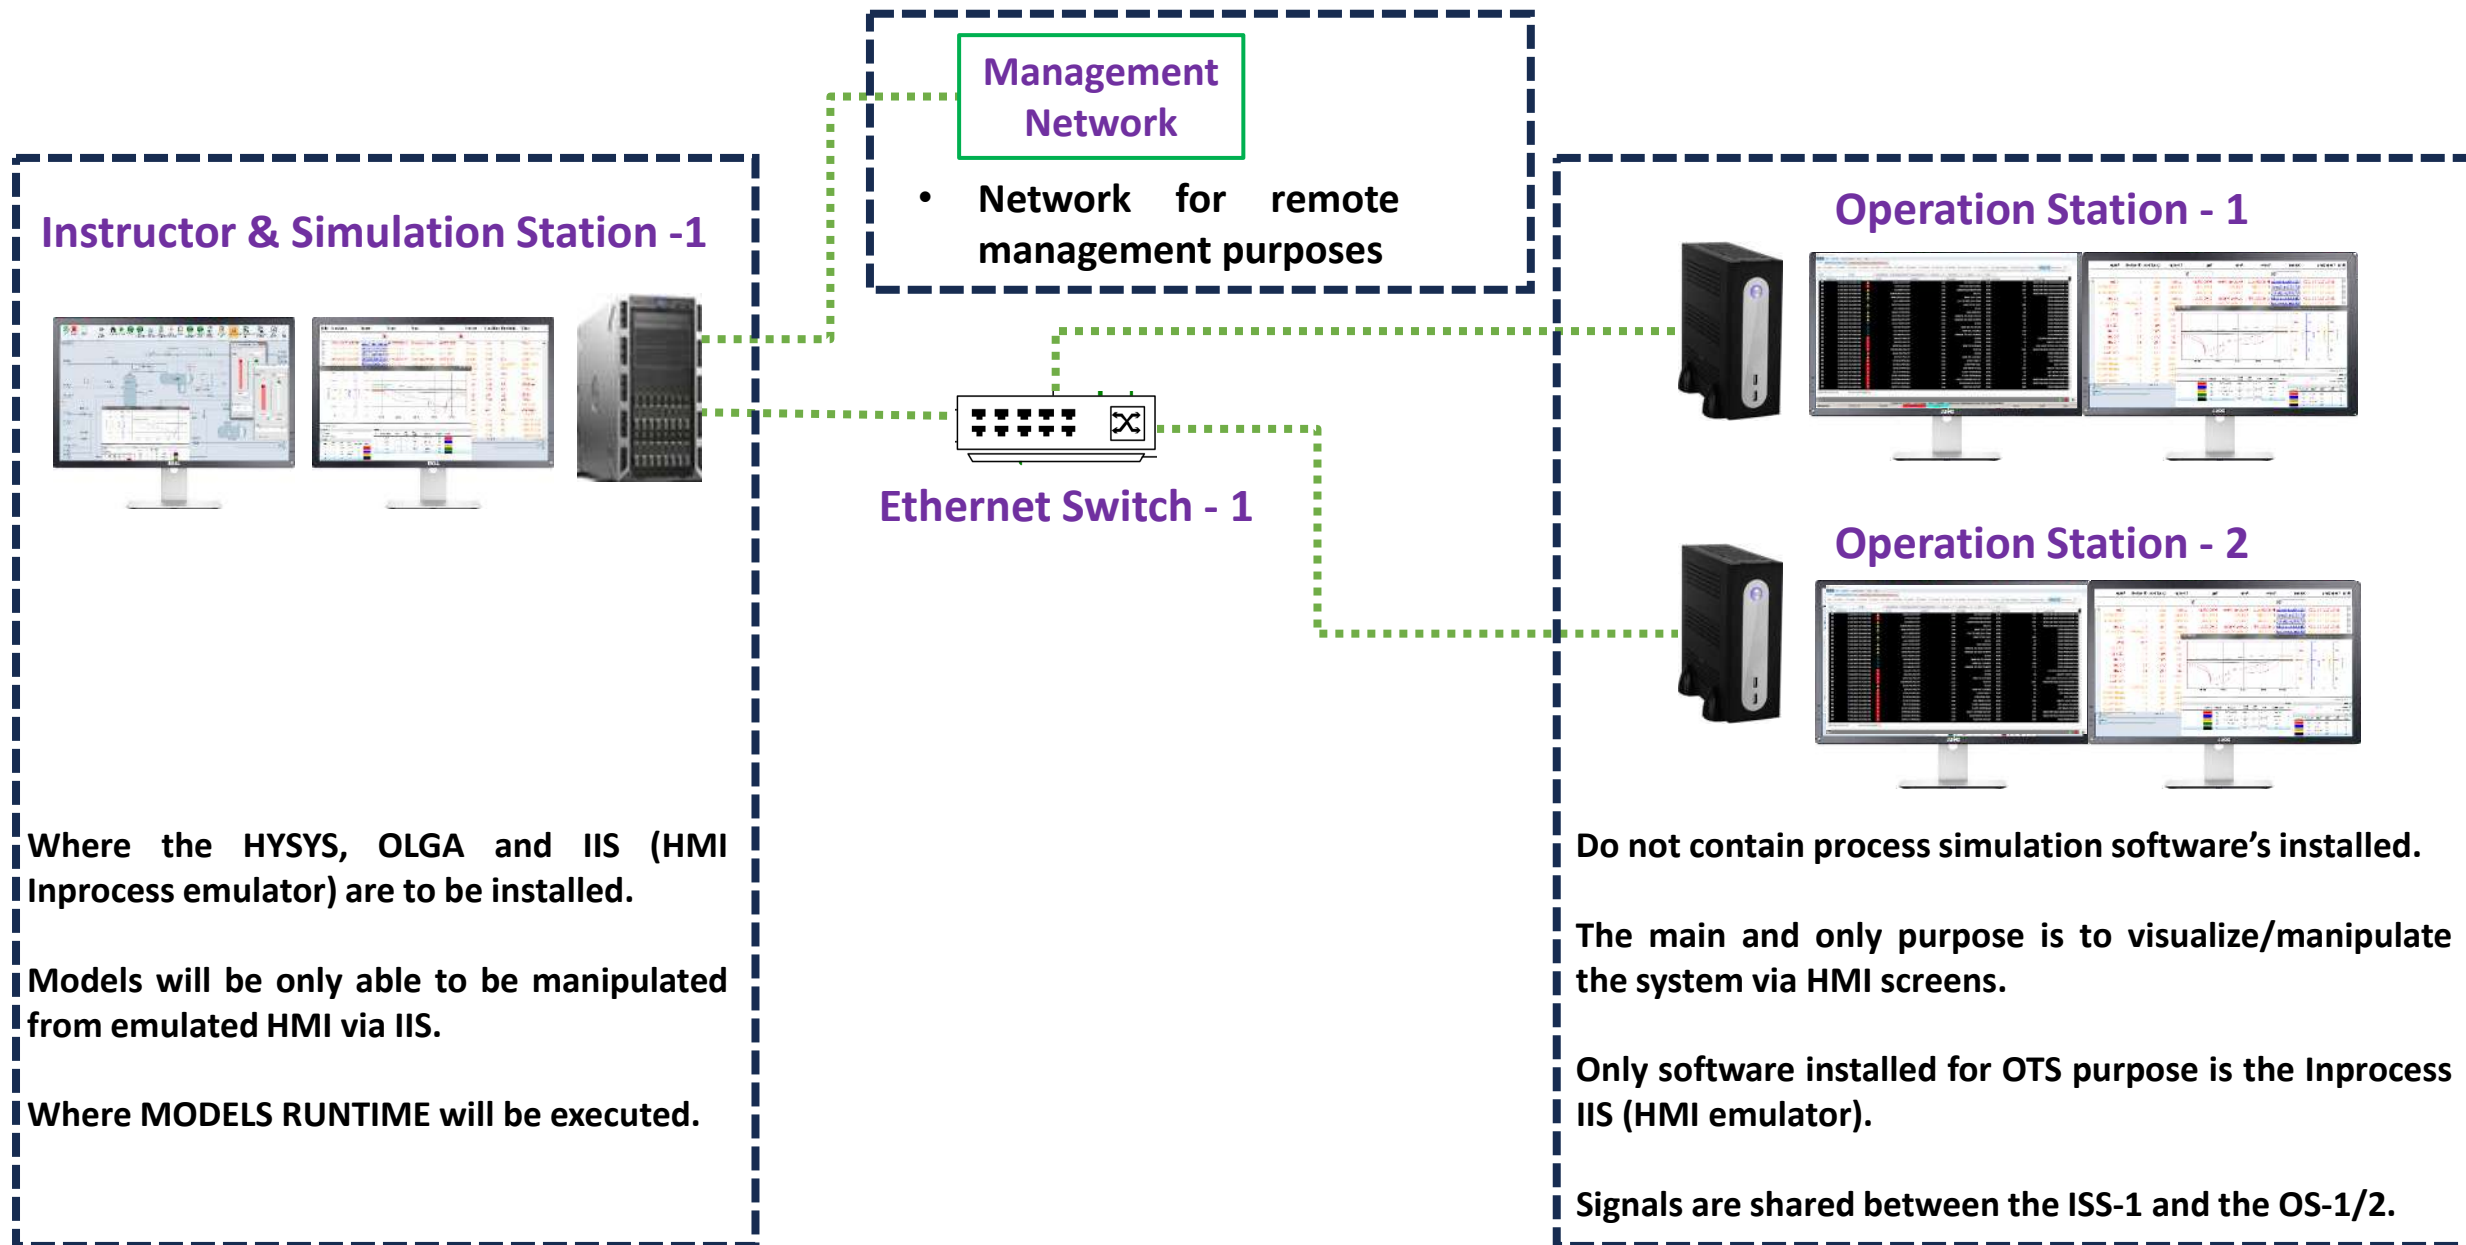 Management
Network
• Network for remote
management purposes
Instructor & Simulation Station -1
Where the HYSYS, OLGA and IIS (HMI
Inprocess emulator) are to be installed.
Models will be only able to be manipulated
from emulated HMI via IIS.
Where MODELS RUNTIME will be executed.
Ethernet Switch - 1
Operation Station - 1
Operation Station - 2
Do not contain process simulation software’s installed.
The main and only purpose is to visualize/manipulate
the system via HMI screens.
Only software installed for OTS purpose is the Inprocess
IIS (HMI emulator).
Signals are shared between the ISS-1 and the OS-1/2.